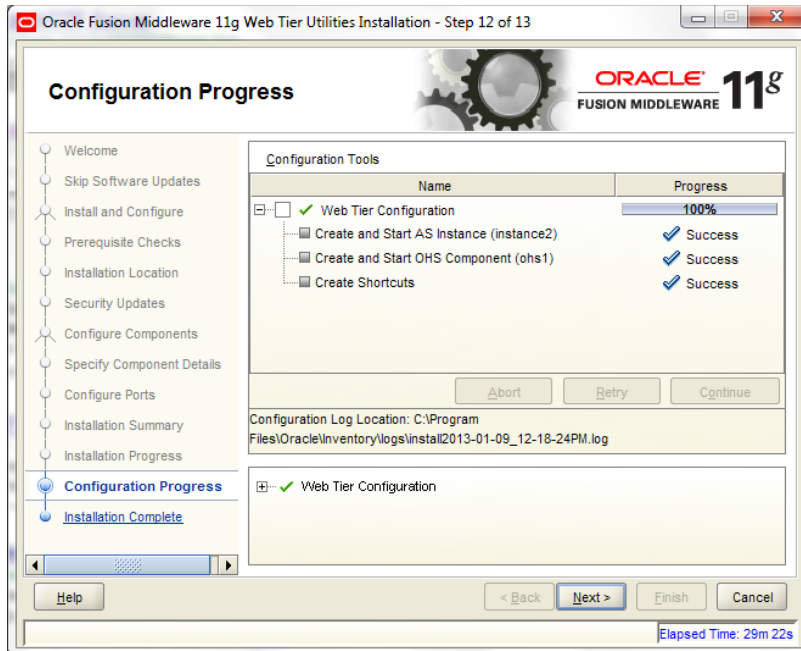 Oracle Fusion Middleware 11g Web Tier Utilities Installation - Step 12 of 13
Configuration Progress
ORACLE
FUSION MIDDLEWARE 11g
Welcome
Skip Software Updates
Install and Configure
Prerequisite Checks
Installation Location
Security Updates
Configure Components
Specify Component Details
Configure Ports
Installation Summary
Installation Progress
Configuration Progress
Installation Complete
Configuration Tools
Name Progress
Web Tier Configuration 100%
Create and Start AS Instance (instance2) Success
Create and Start OHS Component (ohs1) Success
Create Shortcuts Success
Abort Retry Continue
Configuration Log Location: C:\Program
Files\Oracle\Inventory\logs\install2013-01-09_12-18-24PM.log
Web Tier Configuration
Help < Back Next > Finish Cancel
Elapsed Time: 29m 22s